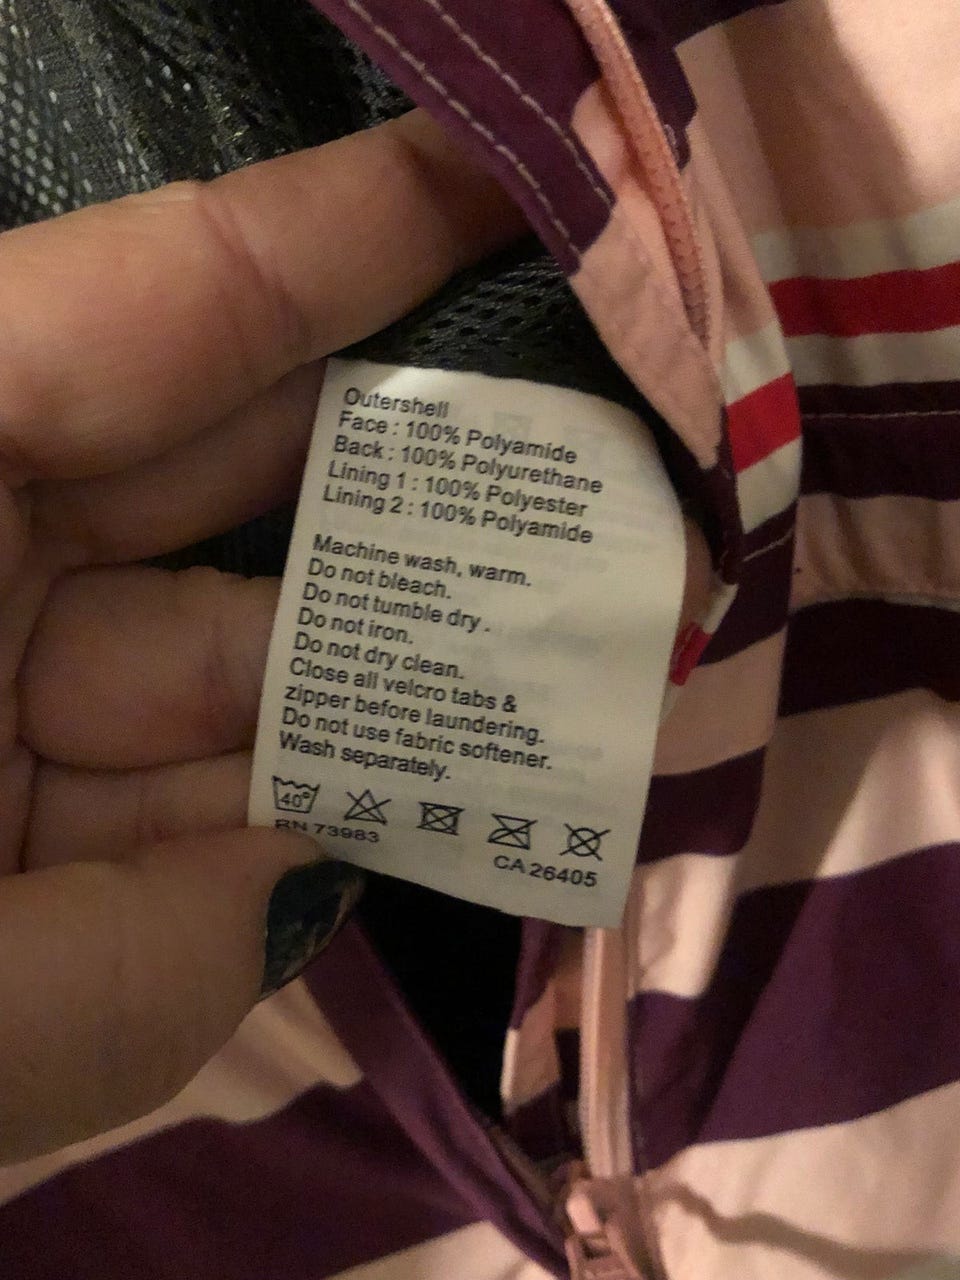 Outershell
Face : 100% Polyamide
Back : 100% Polyurethane
Lining 1 : 100% Polyester
Lining 2 : 100% Polyamide
Machine wash, warm.
Do not bleach.
Do not tumble dry .
Do not iron.
Do not dry clean.
Close all velcro tabs &
zipper before laundering.
Do not use fabric softener.
Wash separately.
40°
RN 73983
CA 26405